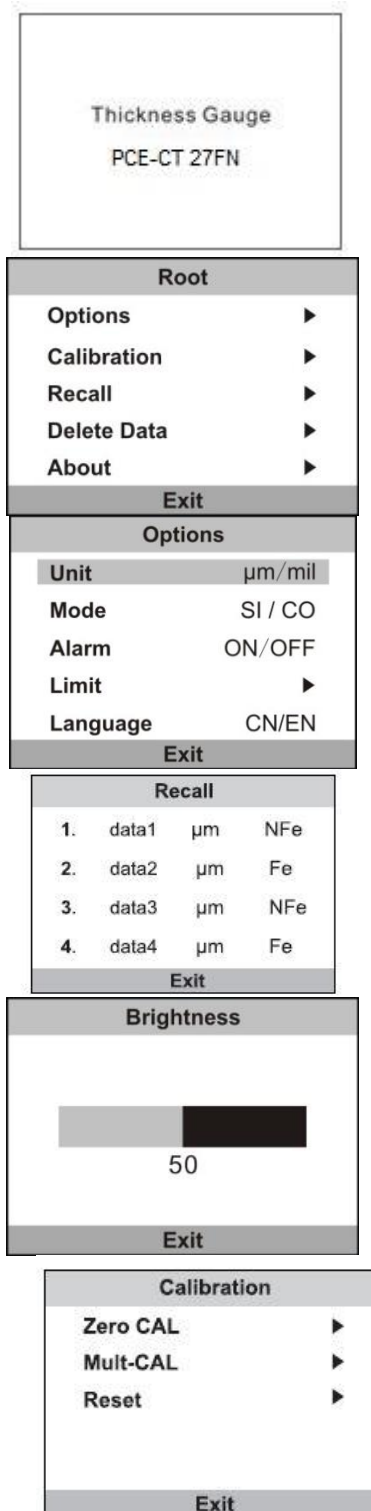 Thickness Gauge
PCE-CT 27FN
Root
Options
Calibration
Recall
Delete Data
About
Exit
Options
Unit µm/mil
Mode SI / CO
Alarm ON/OFF
Limit
Language CN/EN
Exit
Recall
1. data1 µm NFe
2. data2 µm Fe
3. data3 µm NFe
4. data4 µm Fe
Exit
Brightness
50
Exit
Calibration
Zero CAL
Mult-CAL
Reset
Exit